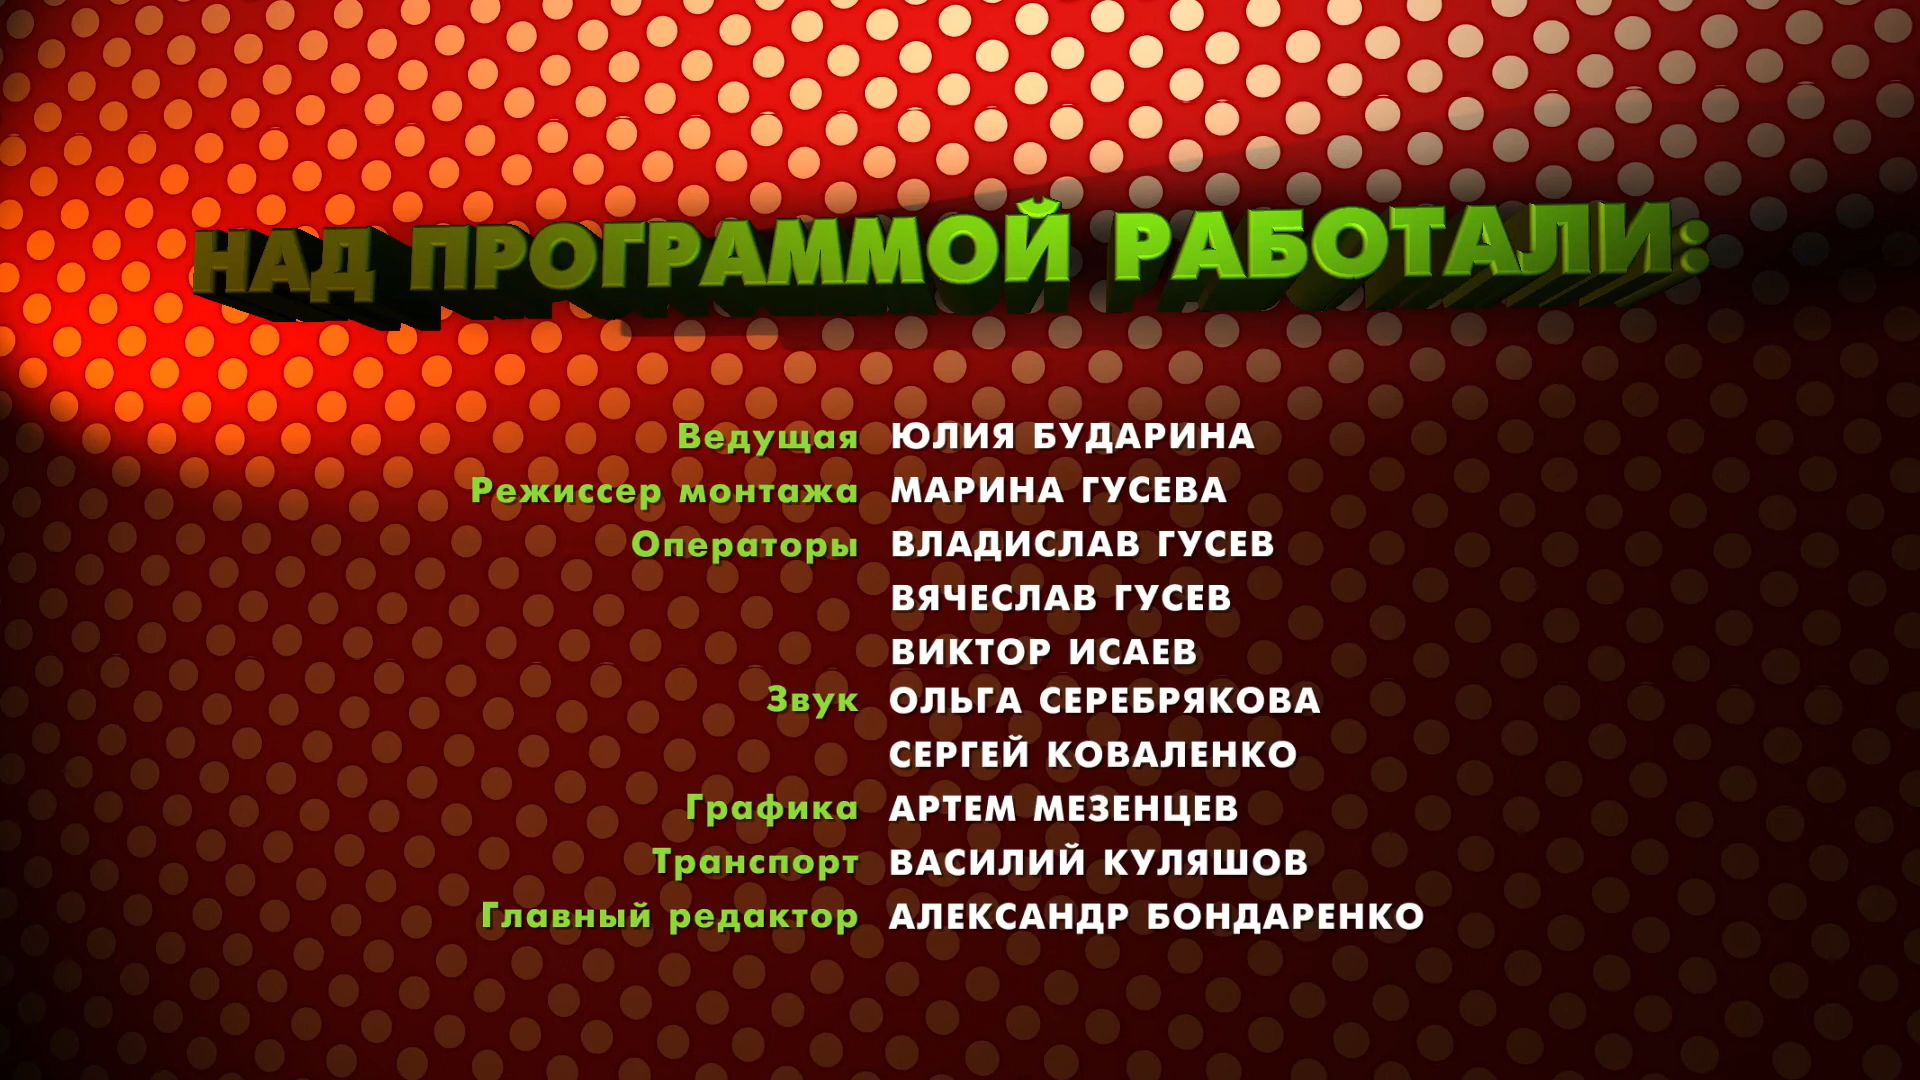 НАД ПРОГРАММОЙ РАБОТАЛИ:
Ведущая ЮЛИЯ БУДАРИНА
Режиссер монтажа МАРИНА ГУСЕВА
Операторы ВЛАДИСЛАВ ГУСЕВ
ВЯЧЕСЛАВ ГУСЕВ
ВИКТОР ИСАЕВ
Звук ОЛЬГА СЕРЕБРЯКОВА
СЕРГЕЙ КОВАЛЕНКО
Графика АРТЕМ МЕЗЕНЦЕВ
Транспорт ВАСИЛИЙ КУЛЯШОВ
Главный редактор АЛЕКСАНДР БОНДАРЕНКО